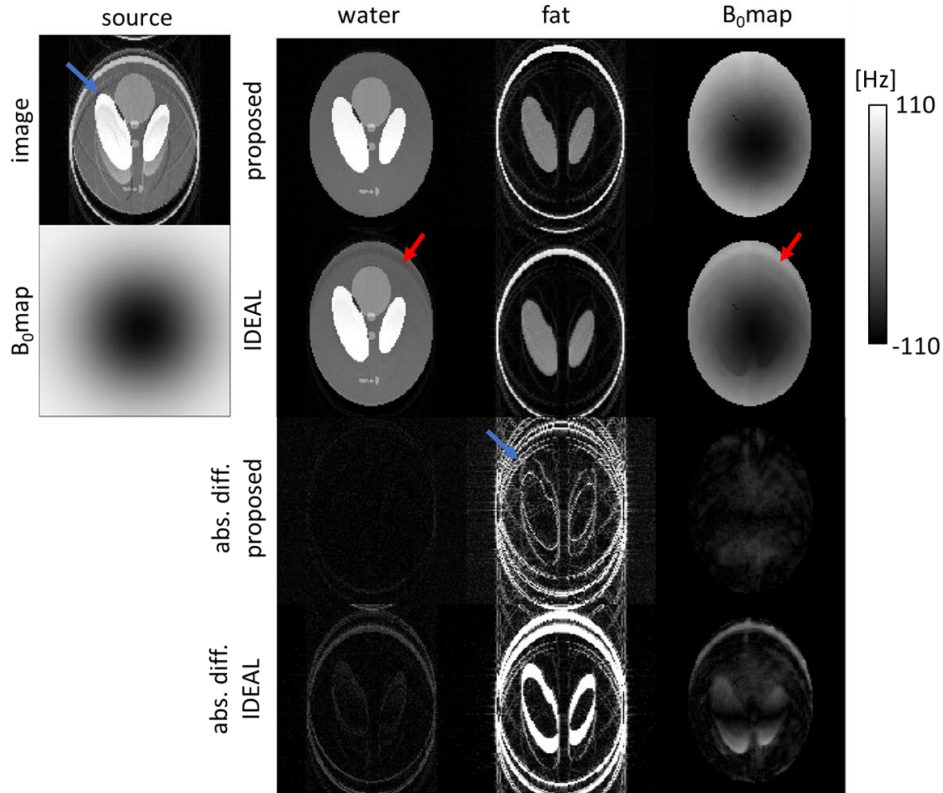 source
water
fat
B₀map
image
proposed
[Hz]
110
-110
B₀map
IDEAL
abs. diff.
proposed
abs. diff.
IDEAL